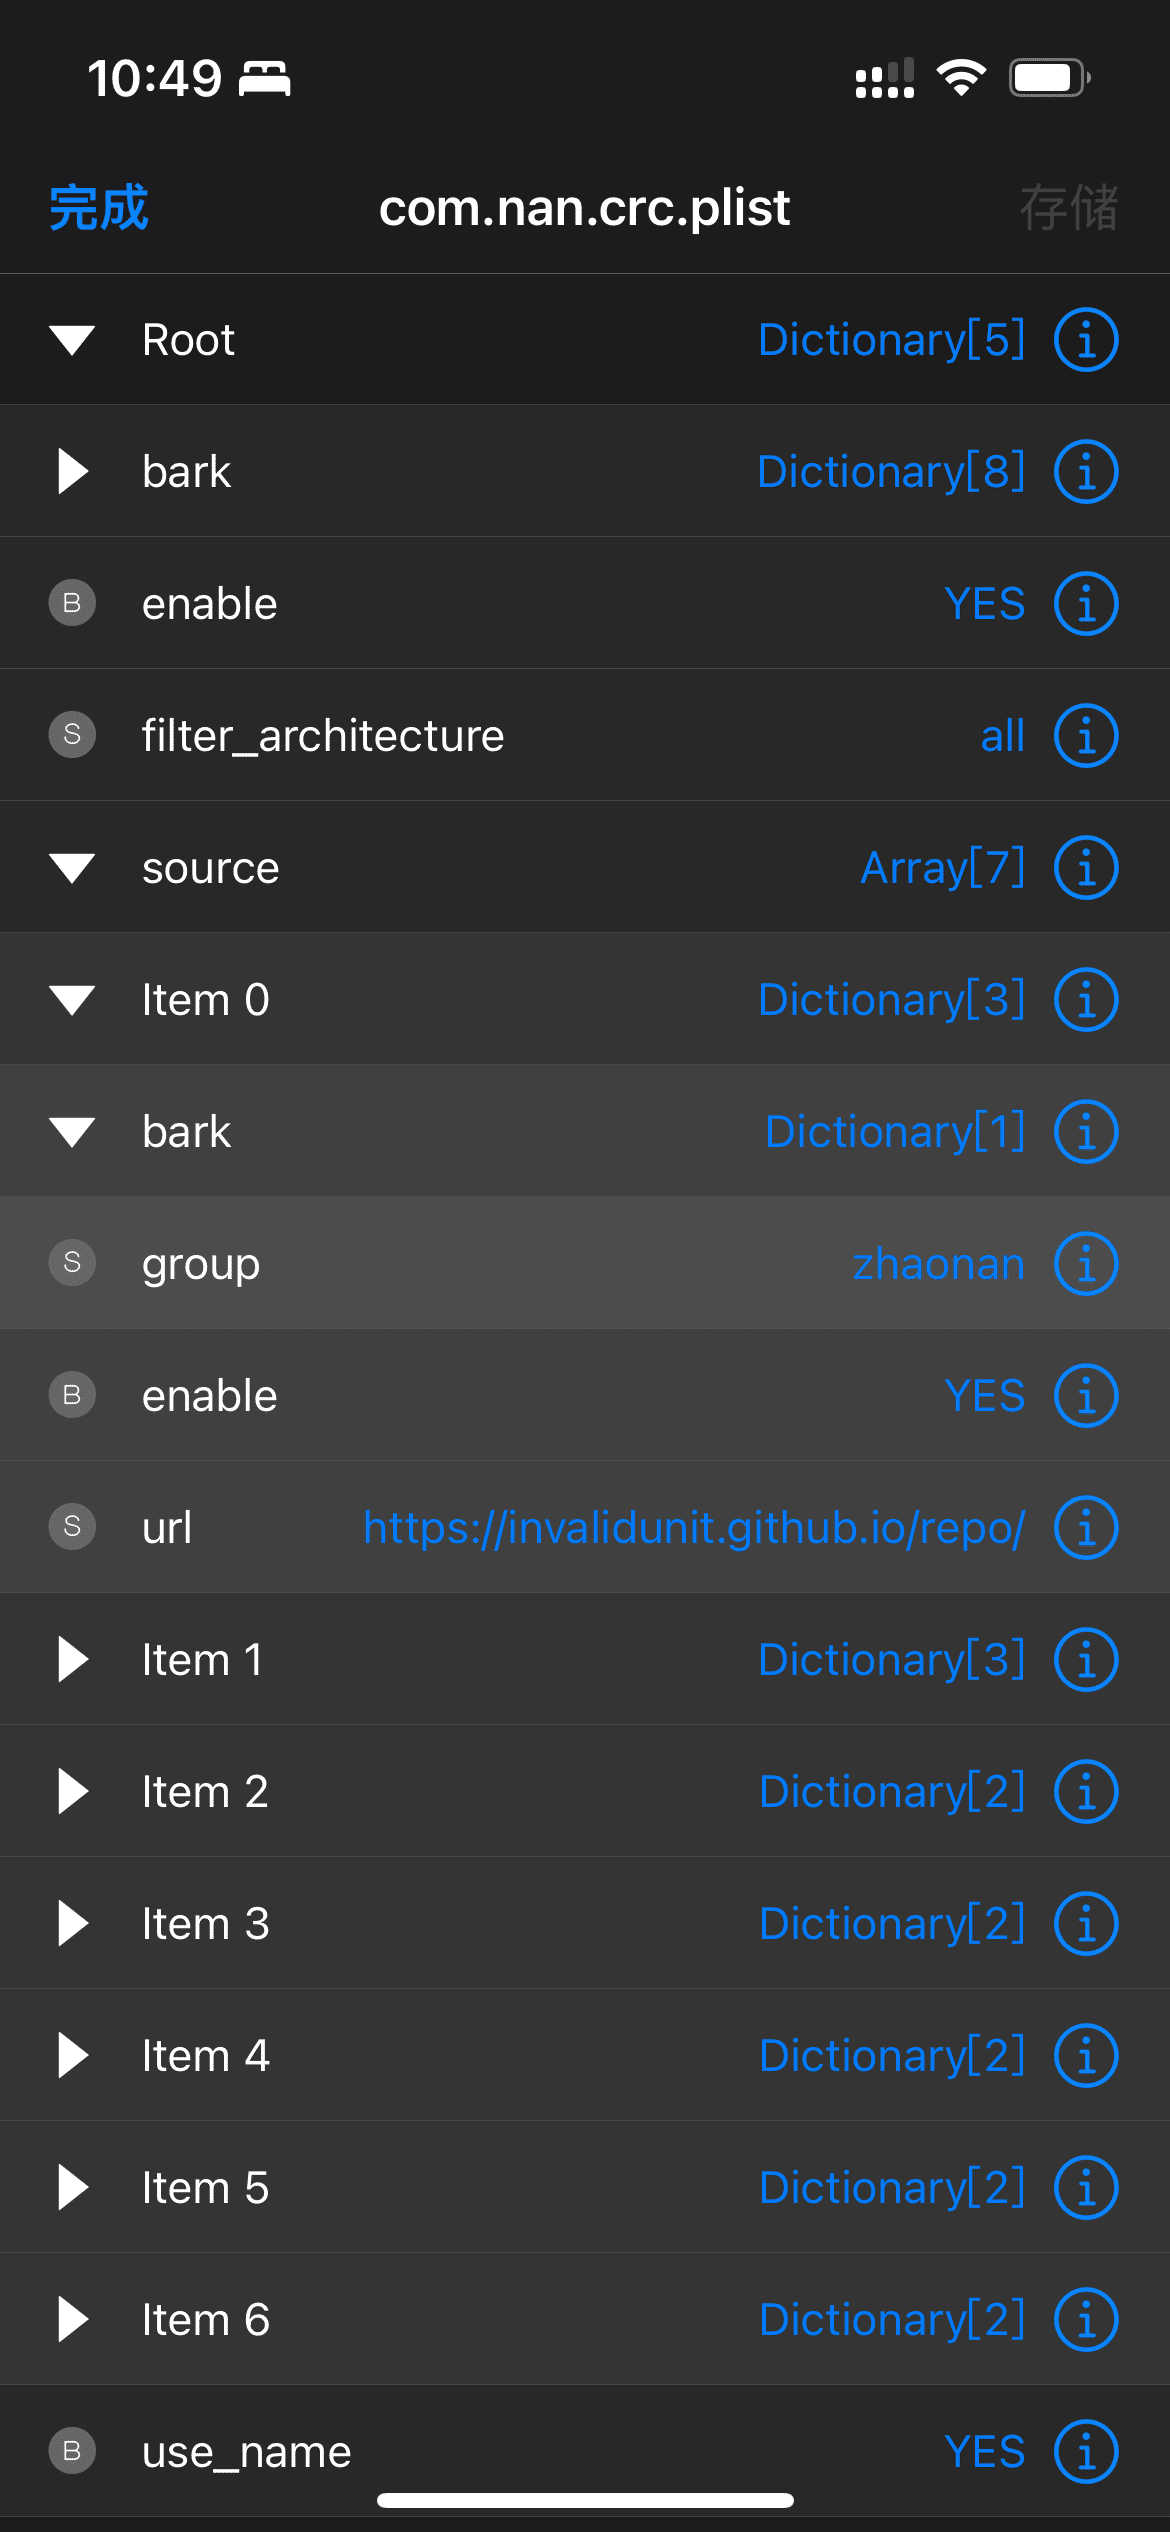 10:49
完成 com.nan.crc.plist 存储
Root Dictionary[5]
bark Dictionary[8]
B enable YES
S filter_architecture all
source Array[7]
Item 0 Dictionary[3]
bark Dictionary[1]
S group zhaonan
B enable YES
S url https://invalidunit.github.io/repo/
Item 1 Dictionary[3]
Item 2 Dictionary[2]
Item 3 Dictionary[2]
Item 4 Dictionary[2]
Item 5 Dictionary[2]
Item 6 Dictionary[2]
B use_name YES